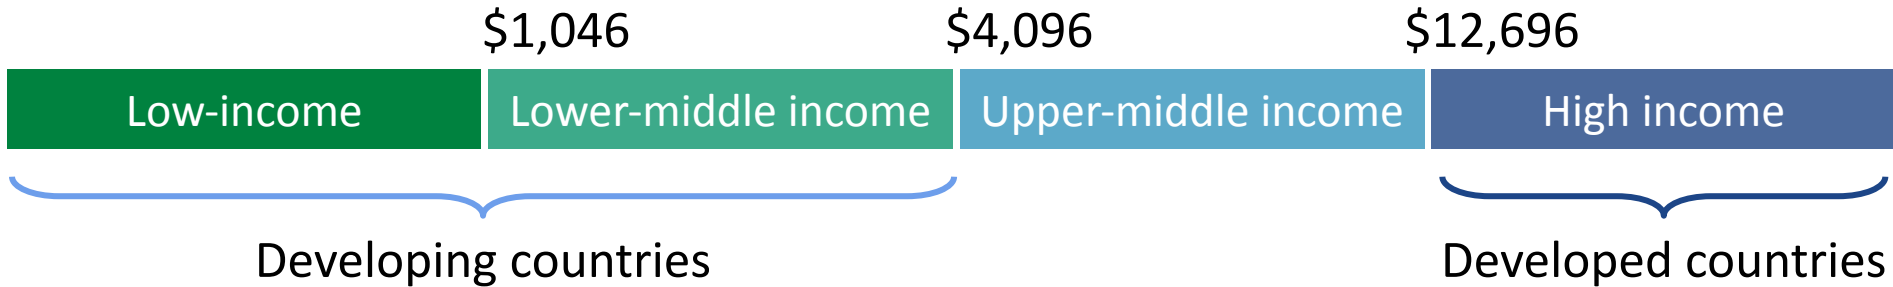 $1,046 $4,096 $12,696
Low-income Lower-middle income Upper-middle income High income
Developing countries Developed countries